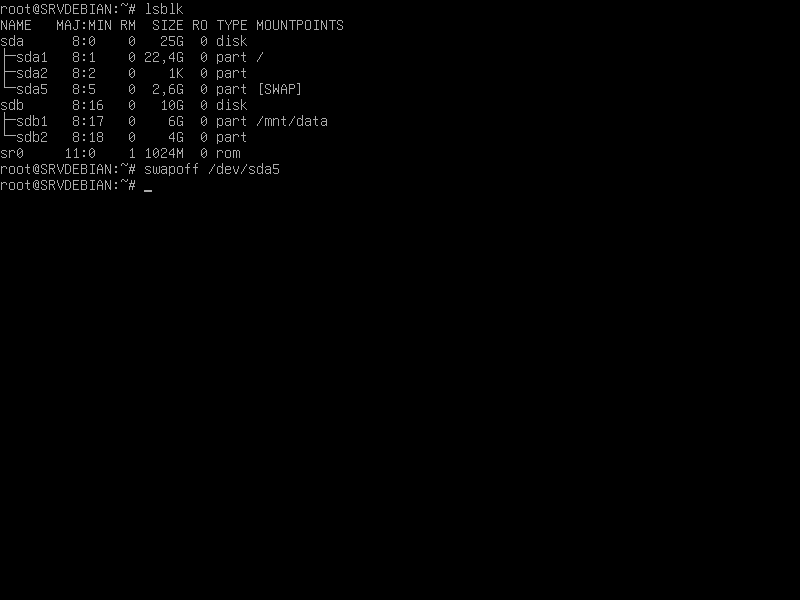 root@SRVDEBIAN:~# lsblk
NAME   MAJ:MIN RM  SIZE RO TYPE MOUNTPOINTS
sda      8:0    0   25G  0 disk
├─sda1   8:1    0 22,4G  0 part /
├─sda2   8:2    0    1K  0 part
└─sda5   8:5    0  2,6G  0 part [SWAP]
sdb      8:16   0   10G  0 disk
├─sdb1   8:17   0    6G  0 part /mnt/data
└─sdb2   8:18   0    4G  0 part
sr0     11:0    1 1024M  0 rom
root@SRVDEBIAN:~# swapoff /dev/sda5
root@SRVDEBIAN:~# _